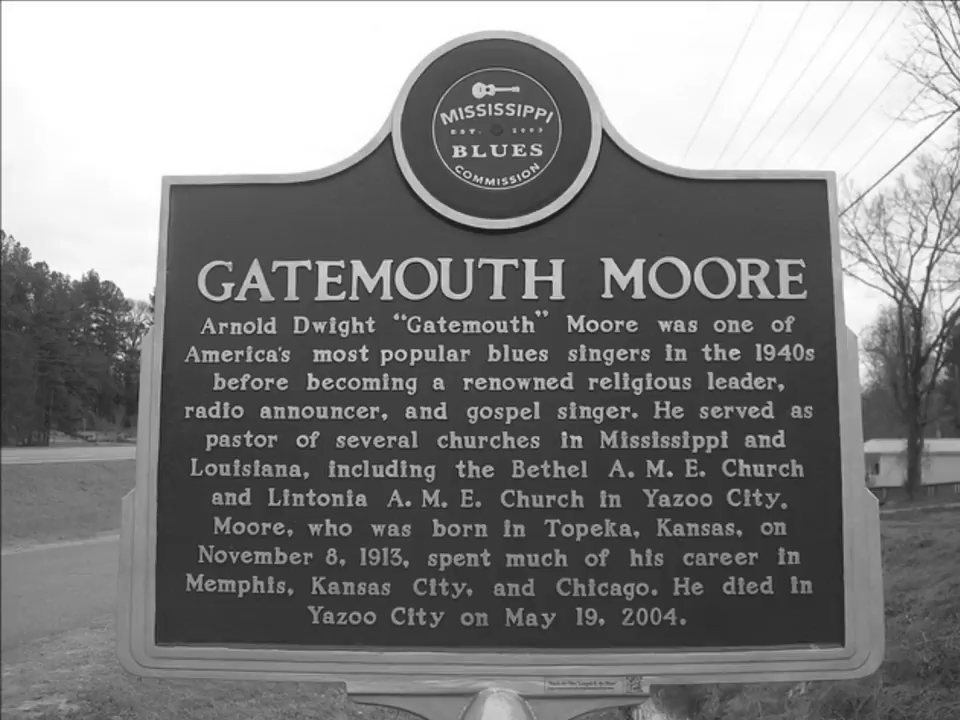 MISSISSIPPI
EST. 2003
BLUES
COMMISSION
GATEMOUTH MOORE
Arnold Dwight “Gatemouth” Moore was one of
America's most popular blues singers in the 1940s
before becoming a renowned religious leader,
radio announcer, and gospel singer. He served as
pastor of several churches in Mississippi and
Louisiana, including the Bethel A. M. E. Church
and Lintonia A. M. E. Church in Yazoo City.
Moore, who was born in Topeka, Kansas, on
November 8, 1913, spent much of his career in
Memphis, Kansas City, and Chicago. He died in
Yazoo City on May 19, 2004.